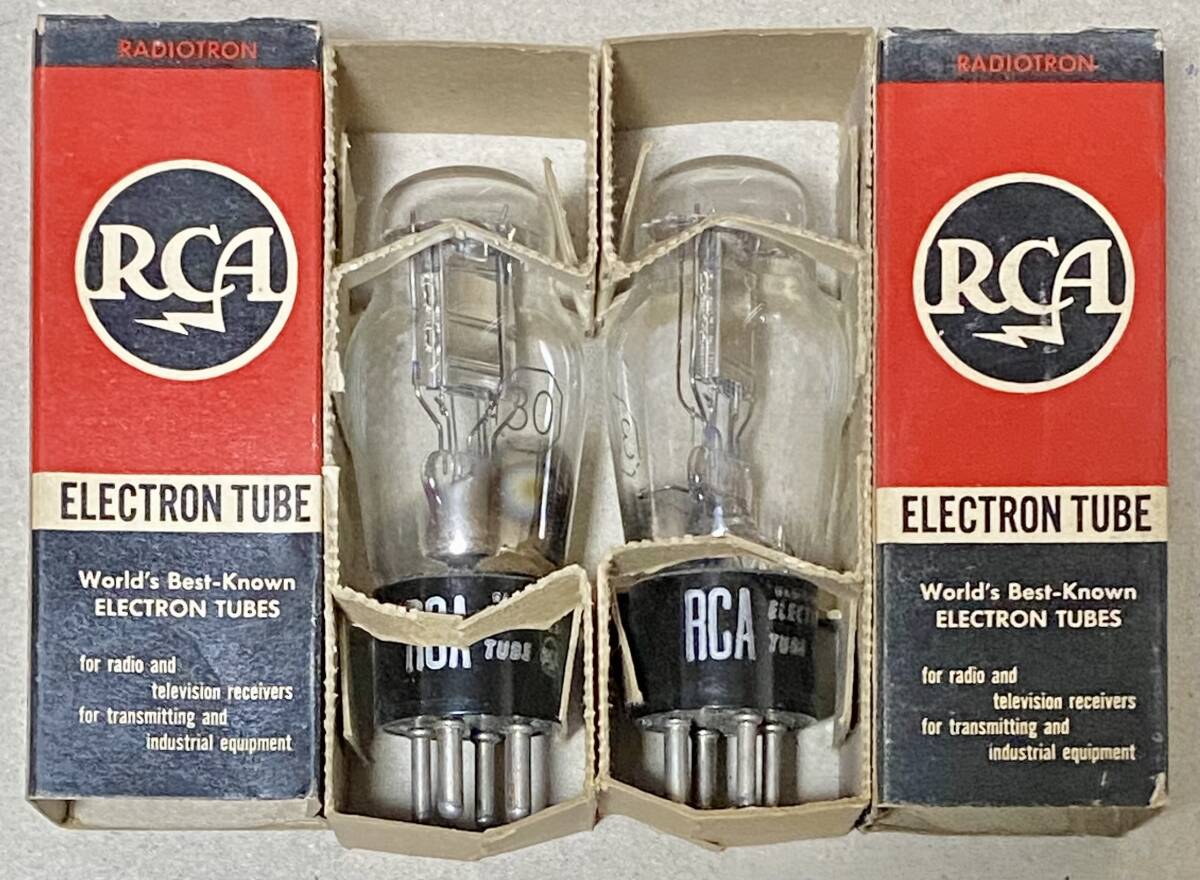 RADIOTRON
RCA
ELECTRON TUBE
World's Best-Known
ELECTRON TUBES
for radio and
television receivers
for transmitting and
industrial equipment
30
RCA
TUBE
RCA
TUBE
RADIOTRON
RCA
ELECTRON TUBE
World's Best-Known
ELECTRON TUBES
for radio and
television receivers
for transmitting and
industrial equipment